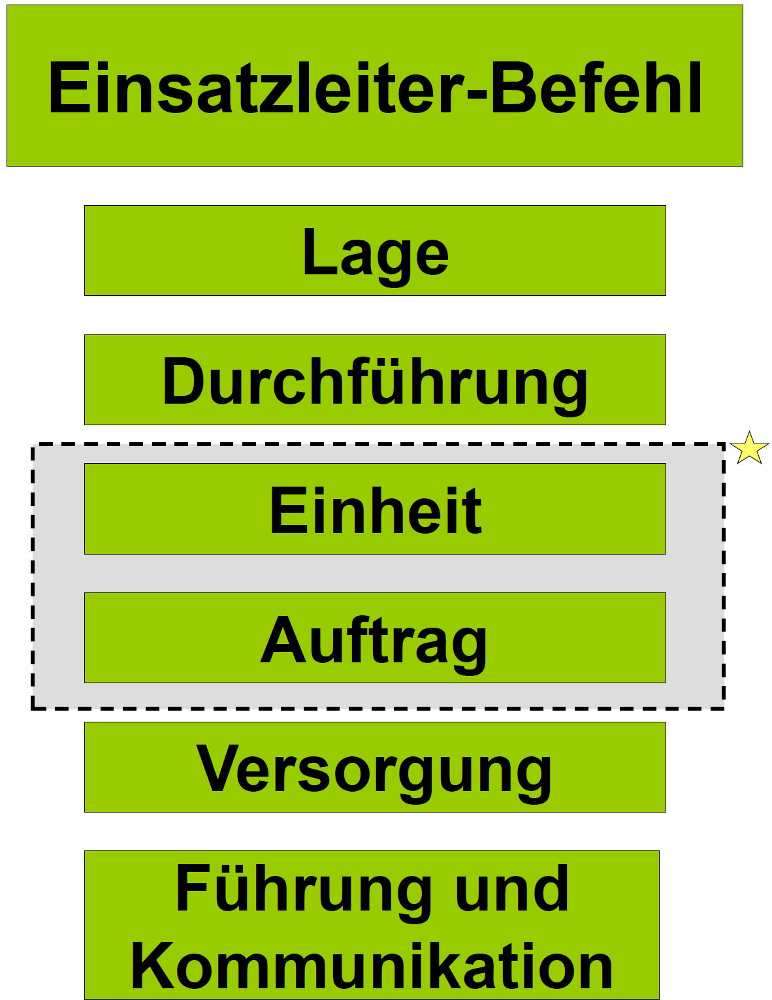 Einsatzleiter-Befehl
Lage
Durchführung
Einheit
Auftrag
Versorgung
Führung und
Kommunikation